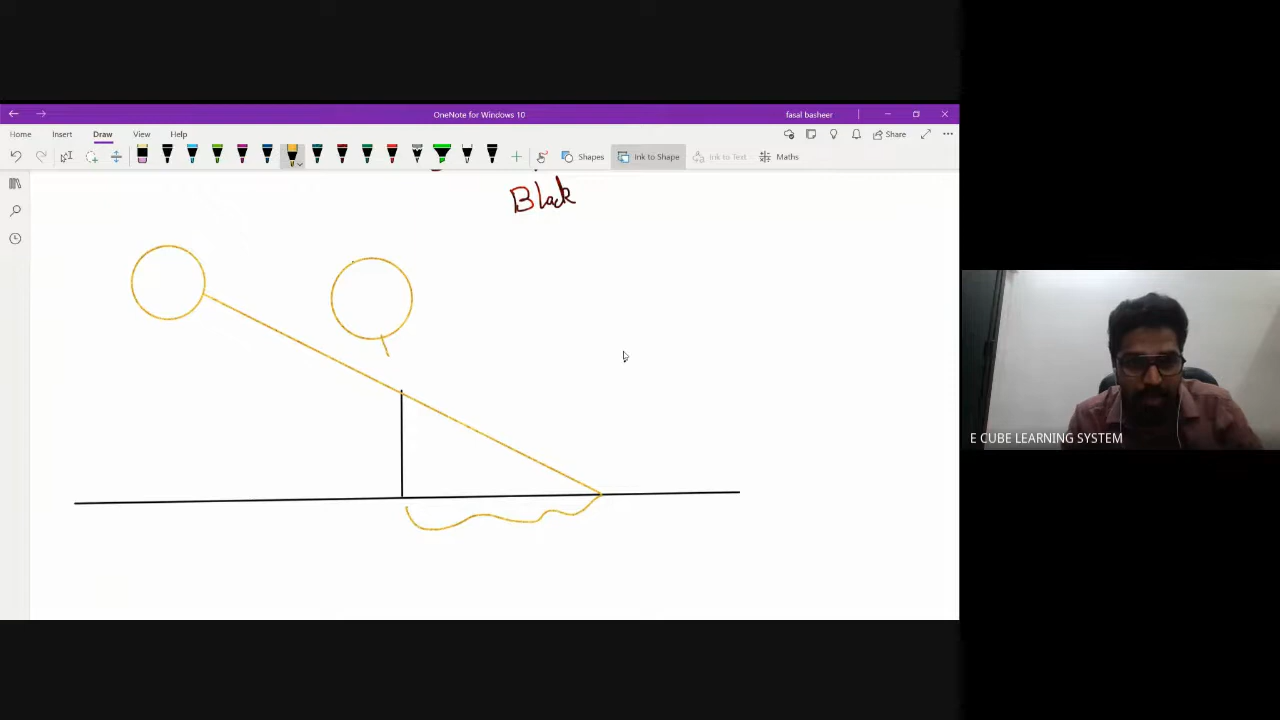 OneNote for Windows 10
fasal basheer
Home Insert Draw View Help
Share
Shapes Ink to Shape Ink to Text Maths
Black
E CUBE LEARNING SYSTEM